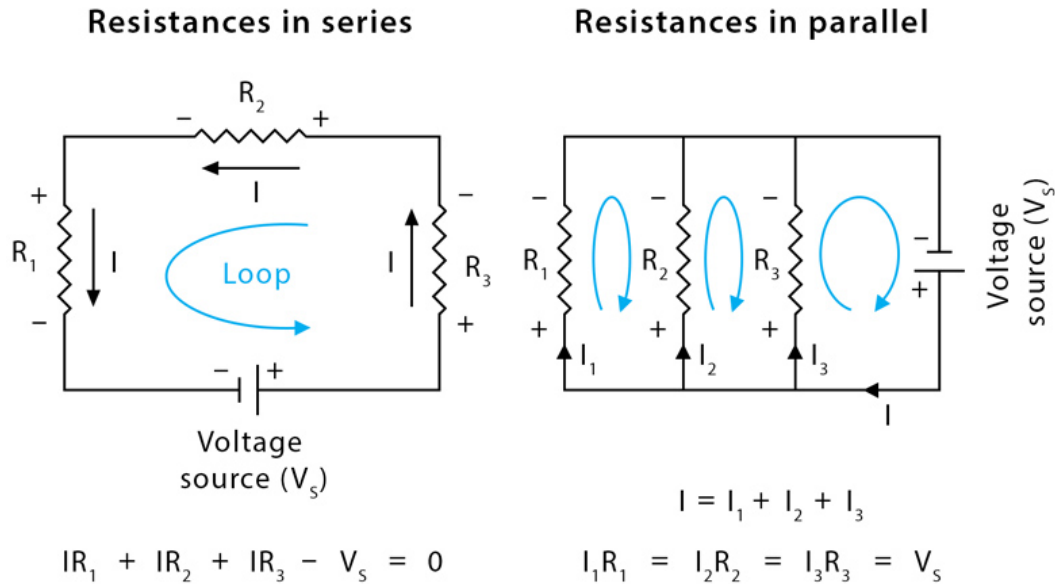 Resistances in series
R₂
− +
I
+
R₁
I
−
Loop
I
−
R₃
+
− +
Voltage
source (Vₛ)
IR₁ + IR₂ + IR₃ − Vₛ = 0
Resistances in parallel
− − −
R₁ R₂ R₃
+ + +
I₁ I₂ I₃
−
+
Voltage
source (Vₛ)
I
I = I₁ + I₂ + I₃
I₁R₁ = I₂R₂ = I₃R₃ = Vₛ